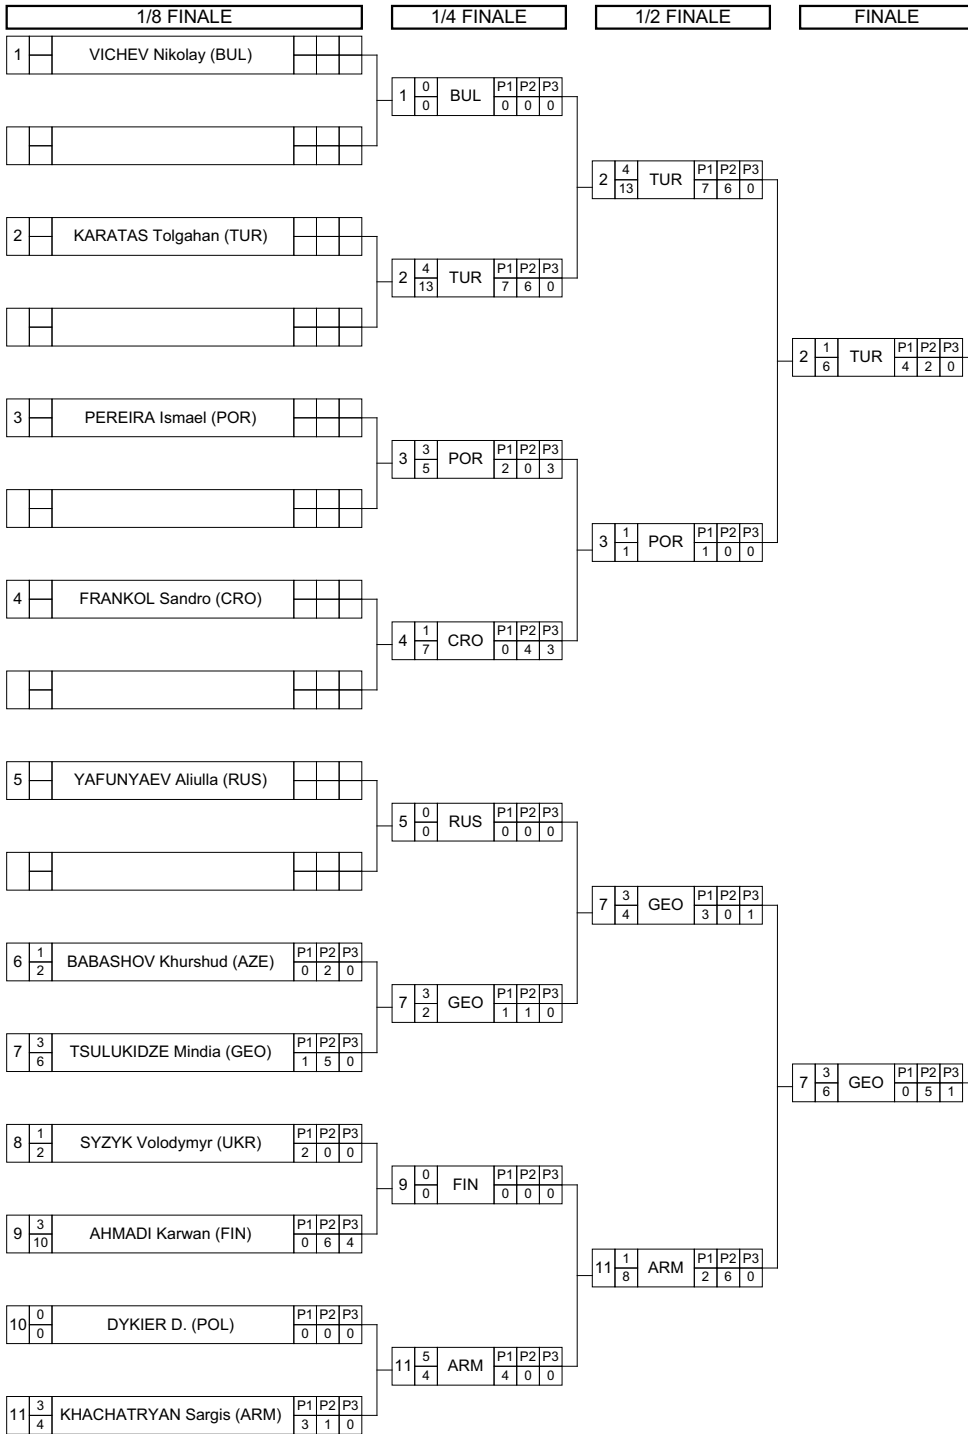 1/8 FINALE 1/4 FINALE 1/2 FINALE FINALE
1 VICHEV Nikolay (BUL)
1 0 0 BUL P1 P2 P3 0 0 0
2 4 13 TUR P1 P2 P3 7 6 0
2 KARATAS Tolgahan (TUR)
2 4 13 TUR P1 P2 P3 7 6 0
2 1 6 TUR P1 P2 P3 4 2 0
3 PEREIRA Ismael (POR)
3 3 5 POR P1 P2 P3 2 0 3
3 1 1 POR P1 P2 P3 1 0 0
4 FRANKOL Sandro (CRO)
4 1 7 CRO P1 P2 P3 0 4 3
5 YAFUNYAEV Aliulla (RUS)
5 0 0 RUS P1 P2 P3 0 0 0
7 3 4 GEO P1 P2 P3 3 0 1
6 1 2 BABASHOV Khurshud (AZE) P1 P2 P3 0 2 0
7 3 2 GEO P1 P2 P3 1 1 0
7 3 6 TSULUKIDZE Mindia (GEO) P1 P2 P3 1 5 0
7 3 6 GEO P1 P2 P3 0 5 1
8 1 2 SYZYK Volodymyr (UKR) P1 P2 P3 2 0 0
9 0 0 FIN P1 P2 P3 0 0 0
9 3 10 AHMADI Karwan (FIN) P1 P2 P3 0 6 4
11 1 8 ARM P1 P2 P3 2 6 0
10 0 0 DYKIER D. (POL) P1 P2 P3 0 0 0
11 5 4 ARM P1 P2 P3 4 0 0
11 3 4 KHACHATRYAN Sargis (ARM) P1 P2 P3 3 1 0